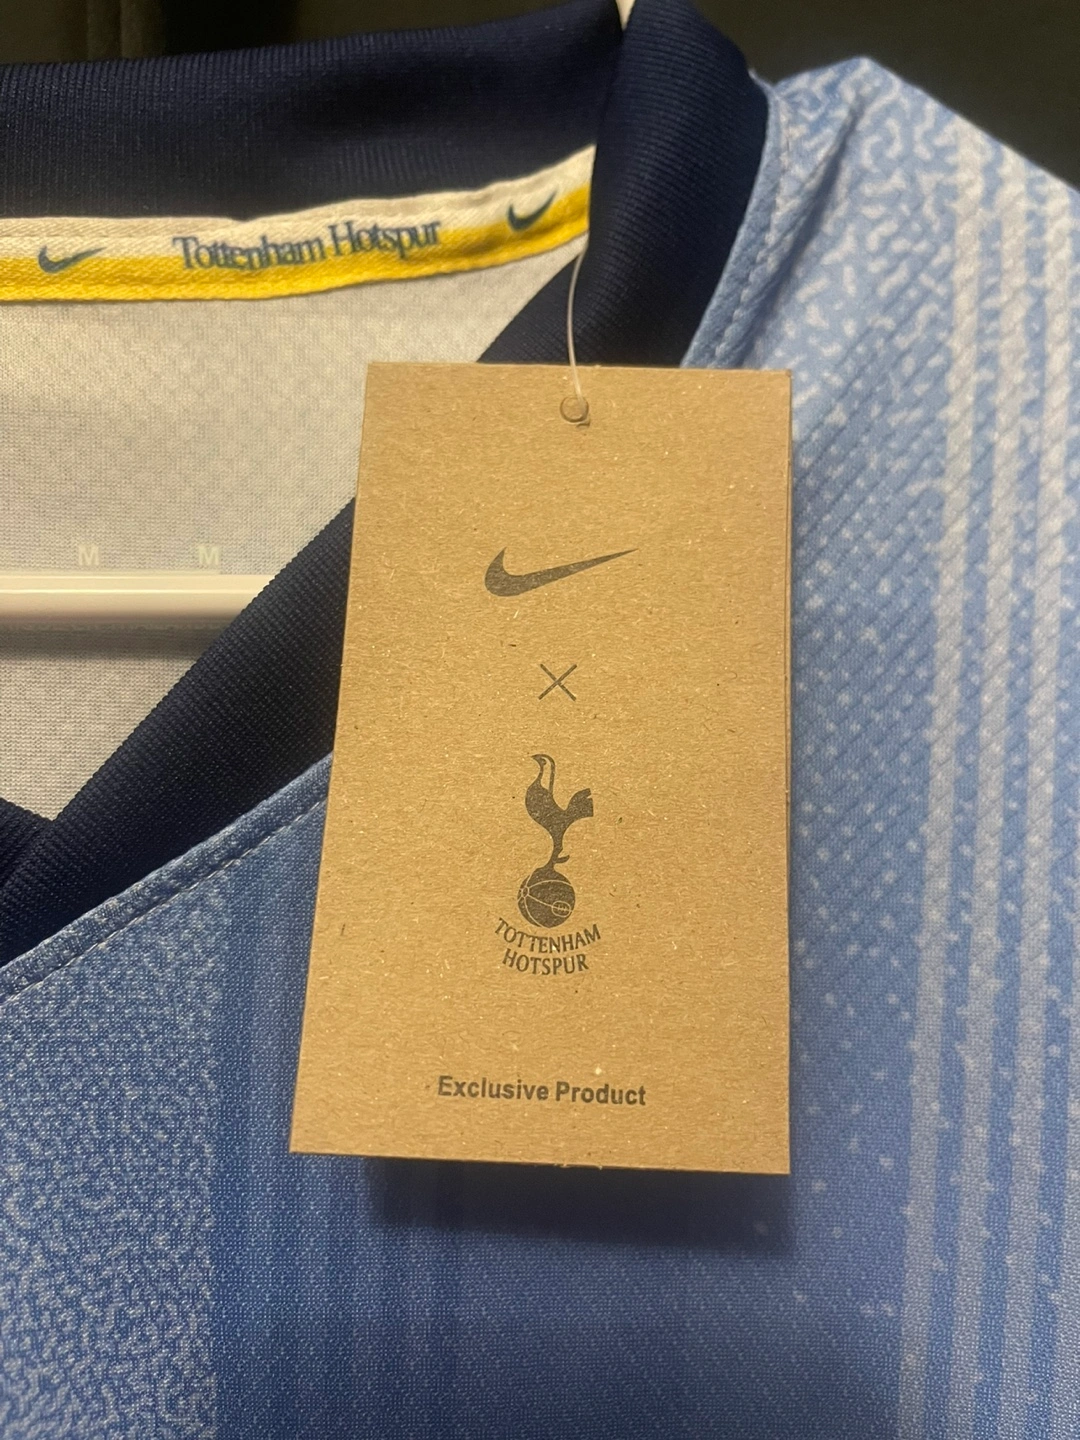 Tottenham Hotspur
M M
TOTTENHAM
HOTSPUR
Exclusive Product